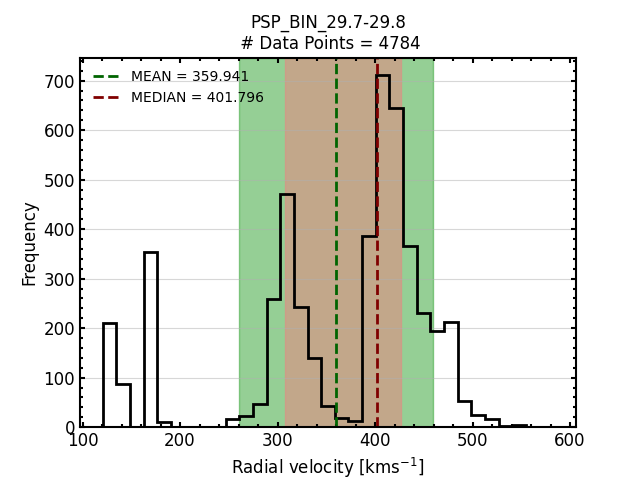 PSP_BIN_29.7-29.8
# Data Points = 4784
MEAN = 359.941
MEDIAN = 401.796
700
600
500
400
300
200
100
0
Frequency
100 200 300 400 500 600
Radial velocity [kms⁻¹]